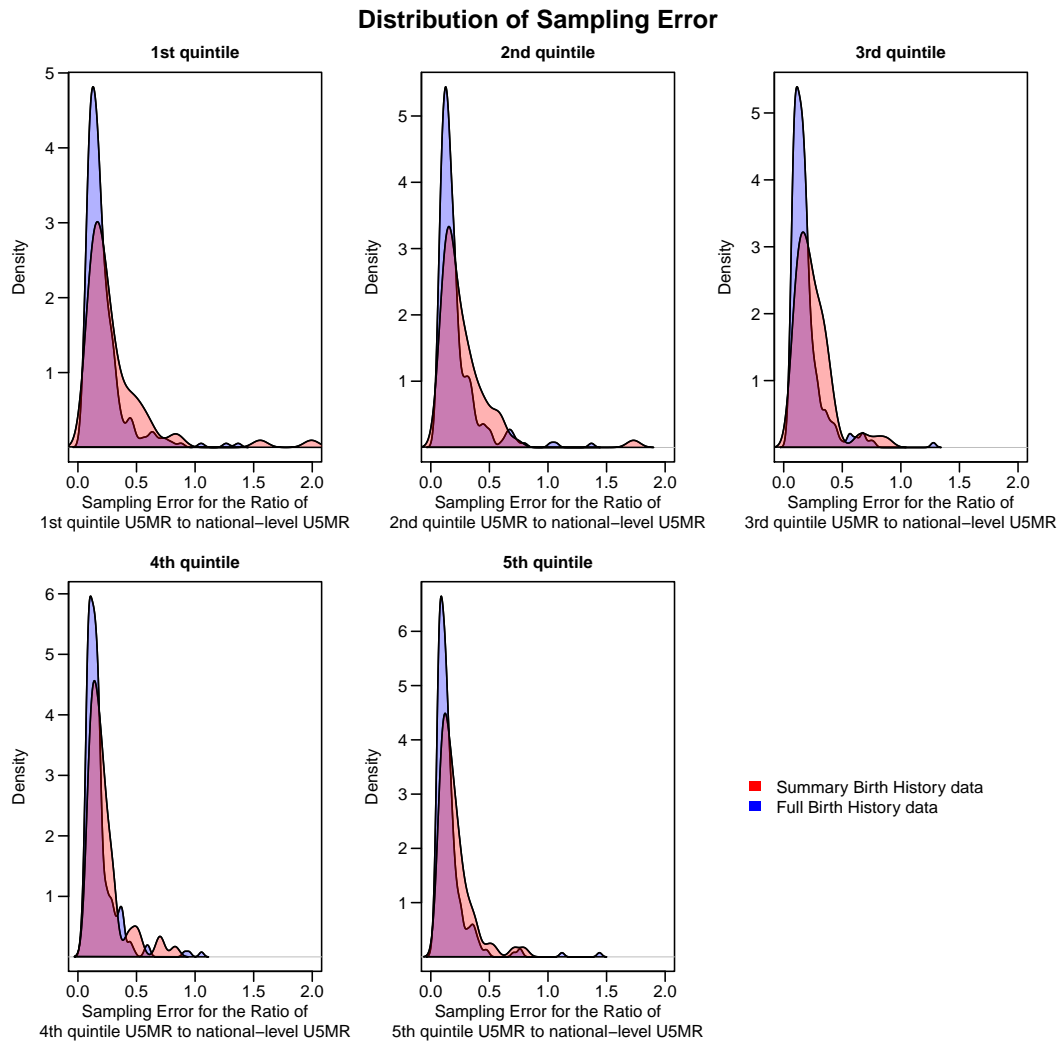 Distribution of Sampling Error
1st quintile
5
4
3
2
1
Density
0.0 0.5 1.0 1.5 2.0
Sampling Error for the Ratio of
1st quintile U5MR to national−level U5MR
2nd quintile
5
4
3
2
1
Density
0.0 0.5 1.0 1.5 2.0
Sampling Error for the Ratio of
2nd quintile U5MR to national−level U5MR
3rd quintile
5
4
3
2
1
Density
0.0 0.5 1.0 1.5 2.0
Sampling Error for the Ratio of
3rd quintile U5MR to national−level U5MR
4th quintile
6
5
4
3
2
1
Density
0.0 0.5 1.0 1.5 2.0
Sampling Error for the Ratio of
4th quintile U5MR to national−level U5MR
5th quintile
6
5
4
3
2
1
Density
0.0 0.5 1.0 1.5 2.0
Sampling Error for the Ratio of
5th quintile U5MR to national−level U5MR
Summary Birth History data
Full Birth History data